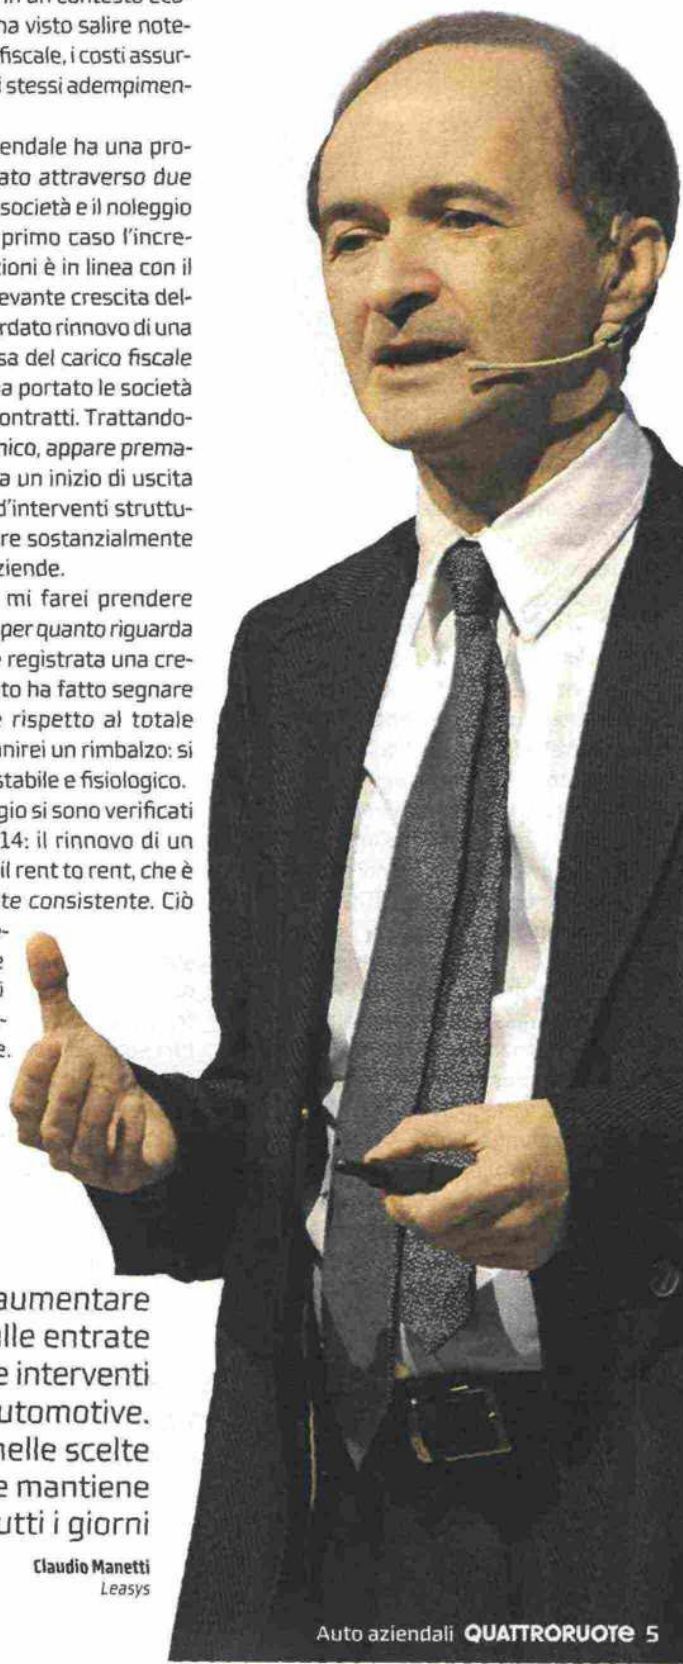 in un contesto eco-
na visto salire note-
fiscale, i costi assur-
i stessi adempimen-
endale ha una pro-
ato attraverso due
società e il noleggio
primo caso l'incre-
zioni è in linea con il
evante crescita del-
rdato rinnovo di una
sa del carico fiscale
a portato le società
ontratti. Trattando-
nico, appare prema-
a un inizio di uscita
d'interventi struttu-
re sostanzialmente
ziende.
mi farei prendere
per quanto riguarda
e registrata una cre-
to ha fatto segnare
e rispetto al totale
nirei un rimbalzo: si
stabile e fisiologico.
gio si sono verificati
14: il rinnovo di un
il rent to rent, che è
te consistente. Ciò
e
i
e.
aumentare
lle entrate
e interventi
utomotive.
nelle scelte
e mantiene
utti i giorni
Claudio Manetti
Leasys
Auto aziendali QUATTRORUOTE 5